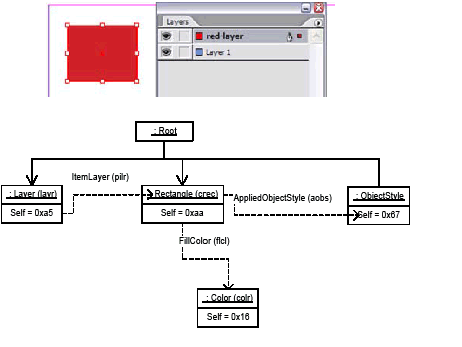 Layers
red-layer
Layer 1
: Root
ItemLayer (pilr)
: Layer (layr)
: Rectangle (crec)
AppliedObjectStyle (aobs)
: ObjectStyle
Self = 0xa5
Self = 0xaa
Self = 0x67
FillColor (flcl)
: Color (colr)
Self = 0x16